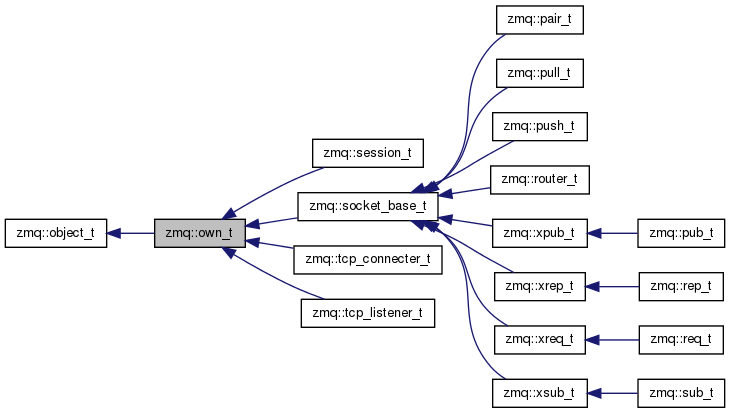 zmq::pair_t
zmq::pull_t
zmq::push_t
zmq::session_t
zmq::router_t
zmq::socket_base_t
zmq::object_t
zmq::own_t
zmq::xpub_t
zmq::pub_t
zmq::tcp_connecter_t
zmq::xrep_t
zmq::rep_t
zmq::tcp_listener_t
zmq::xreq_t
zmq::req_t
zmq::xsub_t
zmq::sub_t